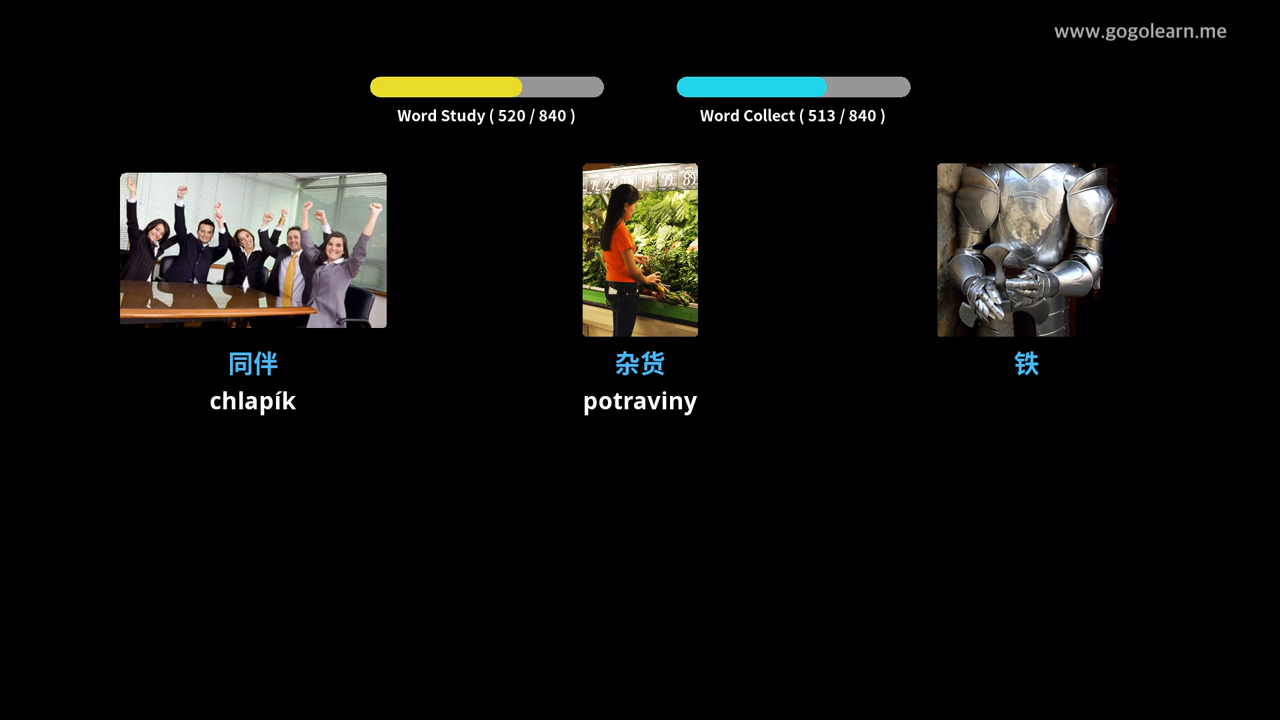 www.gogolearn.me
Word Study ( 520 / 840 )
Word Collect ( 513 / 840 )
同伴
杂货
铁
chlapík
potraviny